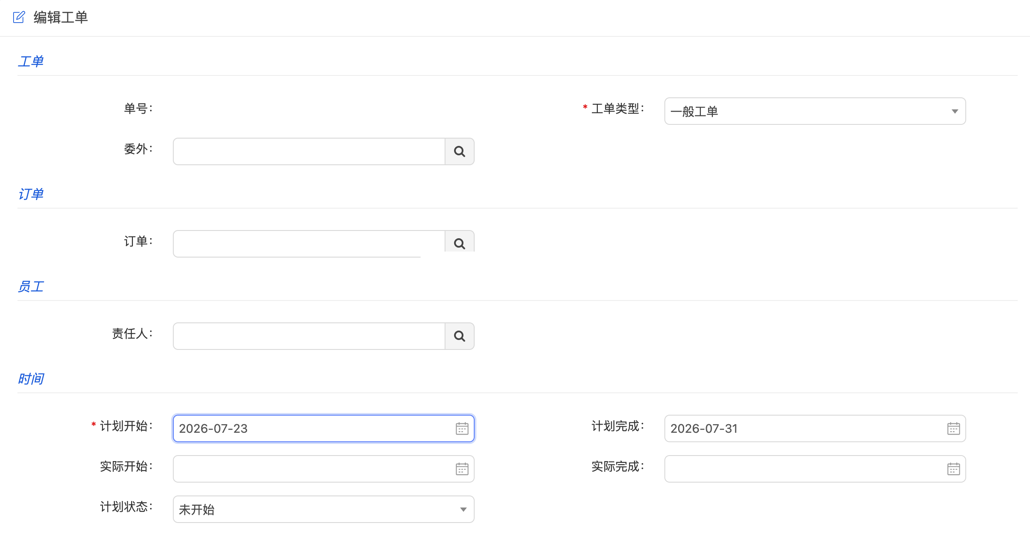 编辑工单
工单
单号：
* 工单类型： 一般工单
委外：
订单
订单：
员工
责任人：
时间
* 计划开始： 2026-07-23 计划完成： 2026-07-31
实际开始： 实际完成：
计划状态： 未开始